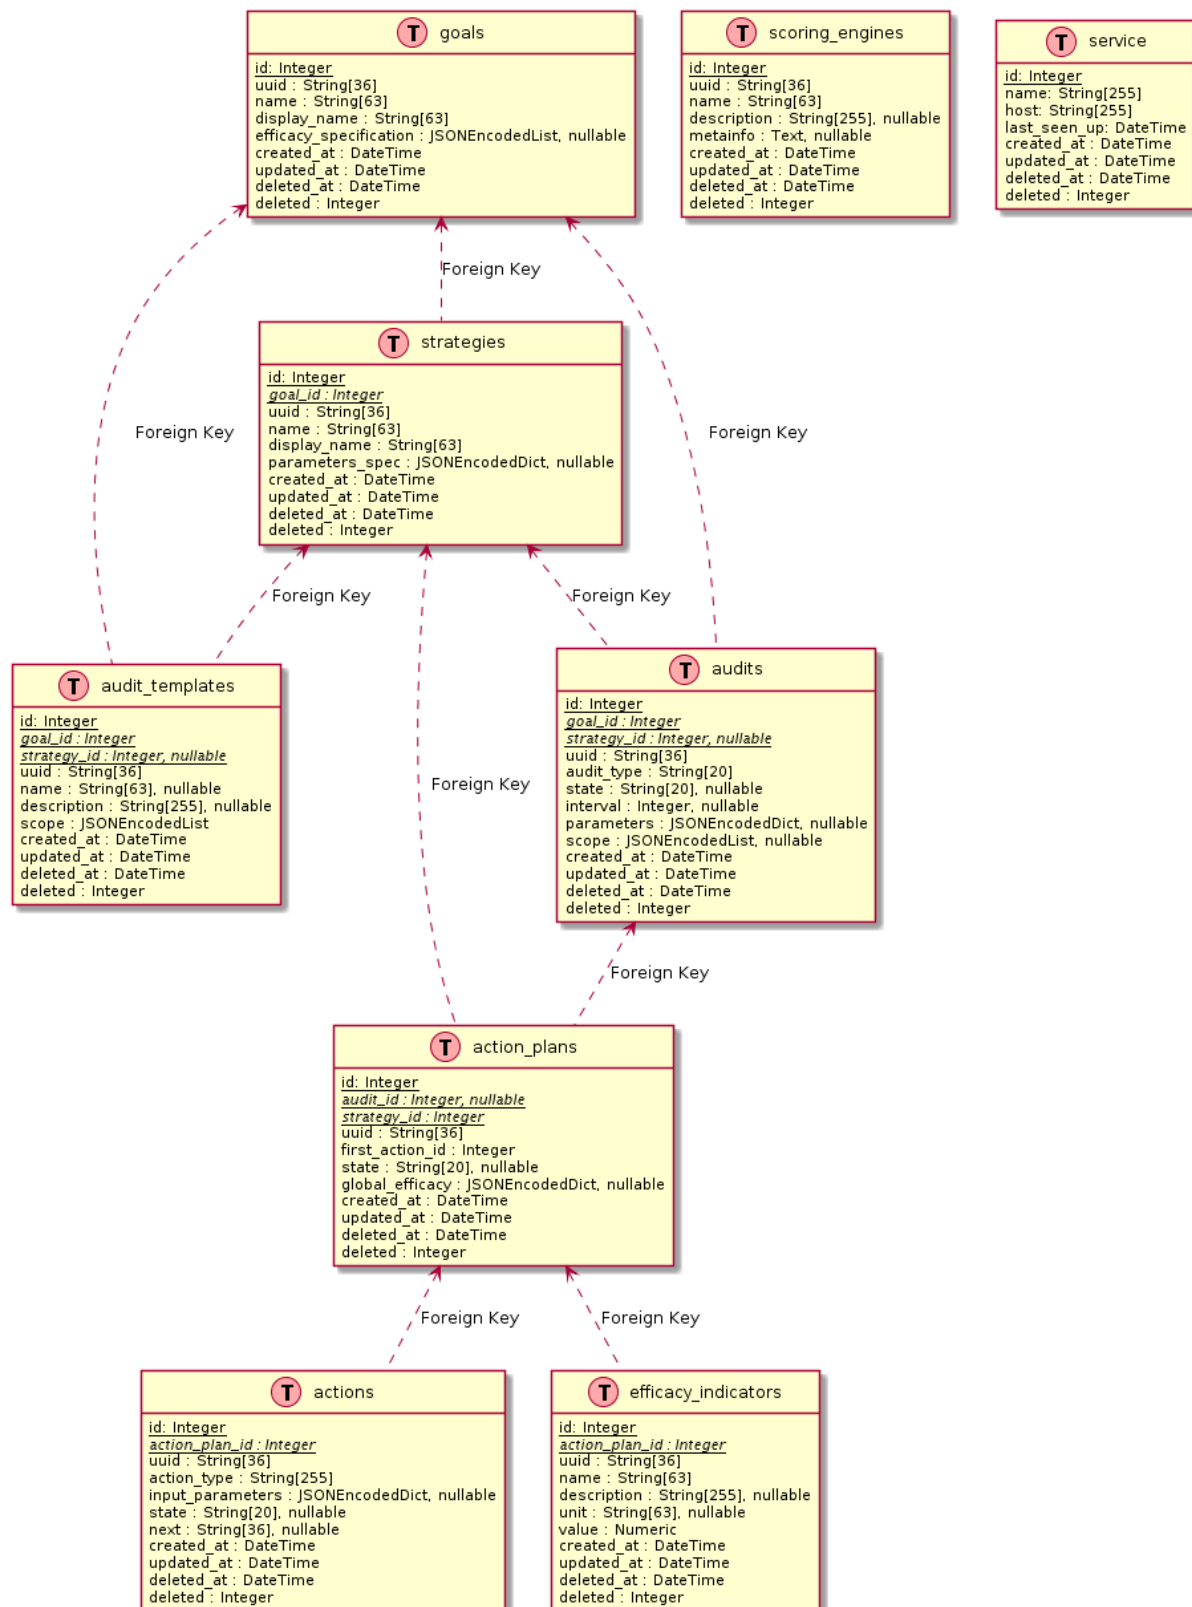 T goals
id: Integer
uuid : String[36]
name : String[63]
display_name : String[63]
efficacy_specification : JSONEncodedList, nullable
created_at : DateTime
updated_at : DateTime
deleted_at : DateTime
deleted : Integer
T scoring_engines
id: Integer
uuid : String[36]
name : String[63]
description : String[255], nullable
metainfo : Text, nullable
created_at : DateTime
updated_at : DateTime
deleted_at : DateTime
deleted : Integer
T service
id: Integer
name: String[255]
host: String[255]
last_seen_up: DateTime
created_at : DateTime
updated_at : DateTime
deleted_at : DateTime
deleted : Integer
Foreign Key
T strategies
id: Integer
goal_id : Integer
uuid : String[36]
name : String[63]
display_name : String[63]
parameters_spec : JSONEncodedDict, nullable
created_at : DateTime
updated_at : DateTime
deleted_at : DateTime
deleted : Integer
Foreign Key
Foreign Key
Foreign Key
Foreign Key
T audit_templates
id: Integer
goal_id : Integer
strategy_id : Integer, nullable
uuid : String[36]
name : String[63], nullable
description : String[255], nullable
scope : JSONEncodedList
created_at : DateTime
updated_at : DateTime
deleted_at : DateTime
deleted : Integer
Foreign Key
T audits
id: Integer
goal_id : Integer
strategy_id : Integer, nullable
uuid : String[36]
audit_type : String[20]
state : String[20], nullable
interval : Integer, nullable
parameters : JSONEncodedDict, nullable
scope : JSONEncodedList, nullable
created_at : DateTime
updated_at : DateTime
deleted_at : DateTime
deleted : Integer
Foreign Key
T action_plans
id: Integer
audit_id : Integer, nullable
strategy_id : Integer
uuid : String[36]
first_action_id : Integer
state : String[20], nullable
global_efficacy : JSONEncodedDict, nullable
created_at : DateTime
updated_at : DateTime
deleted_at : DateTime
deleted : Integer
Foreign Key
Foreign Key
T actions
id: Integer
action_plan_id : Integer
uuid : String[36]
action_type : String[255]
input_parameters : JSONEncodedDict, nullable
state : String[20], nullable
next : String[36], nullable
created_at : DateTime
updated_at : DateTime
deleted_at : DateTime
deleted : Integer
T efficacy_indicators
id: Integer
action_plan_id : Integer
uuid : String[36]
name : String[63]
description : String[255], nullable
unit : String[63], nullable
value : Numeric
created_at : DateTime
updated_at : DateTime
deleted_at : DateTime
deleted : Integer